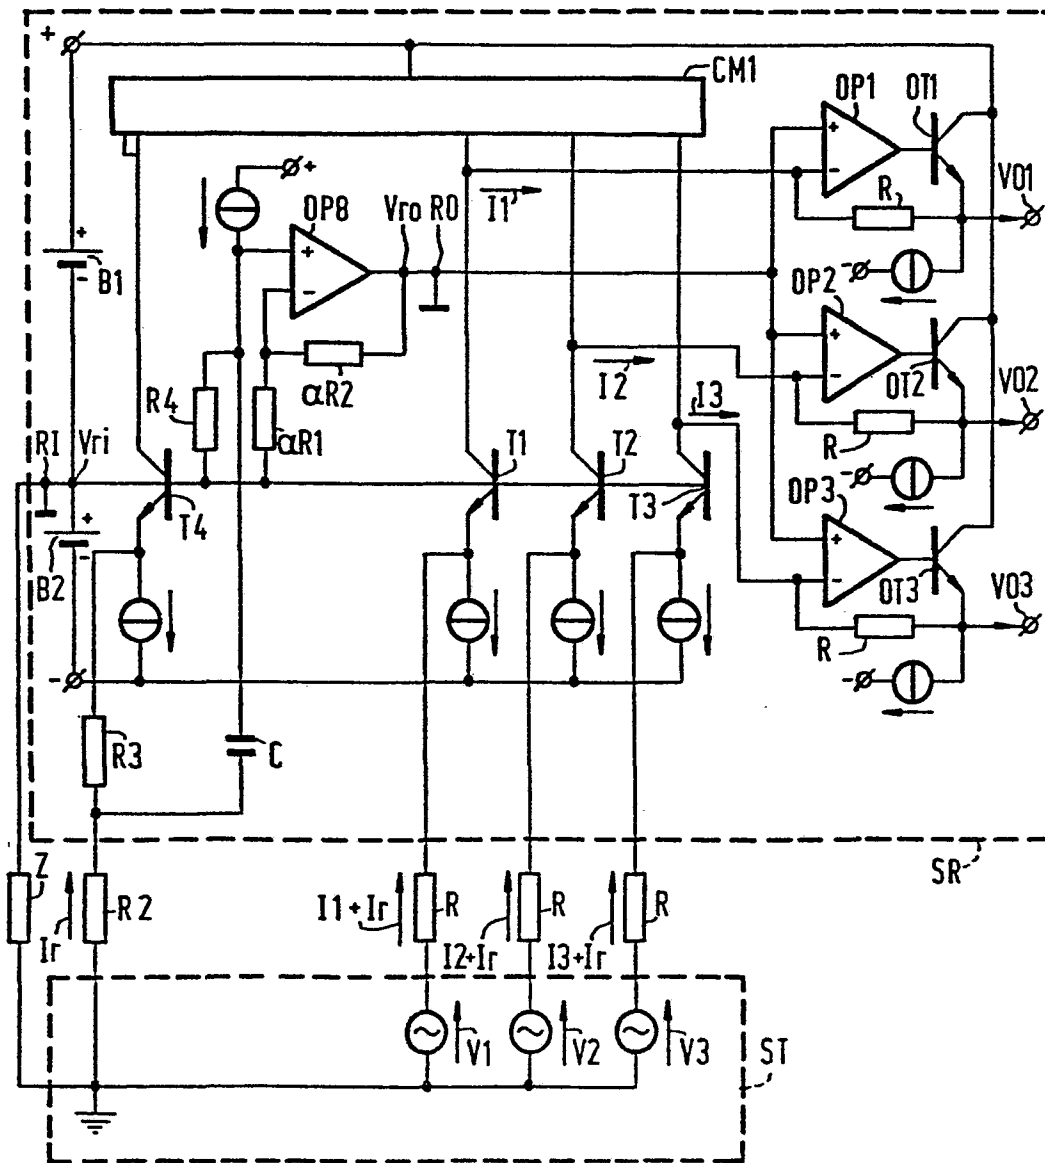 +
CM1
OP1
OT1
+
-
+
I1
R
V01
OP8
Vro
R0
+
-
+
B1
-
-
OP2
+
-
αR2
I2
OT2
V02
R4
αR1
I3
R
RI
Vri
T1
T2
T3
-
OP3
+
B2
-
T4
+
-
OT3
V03
R
-
-
R3
C
SR
Z
Ir
R2
I1+Ir
R
I2+Ir
R
I3+Ir
R
V1
V2
V3
ST